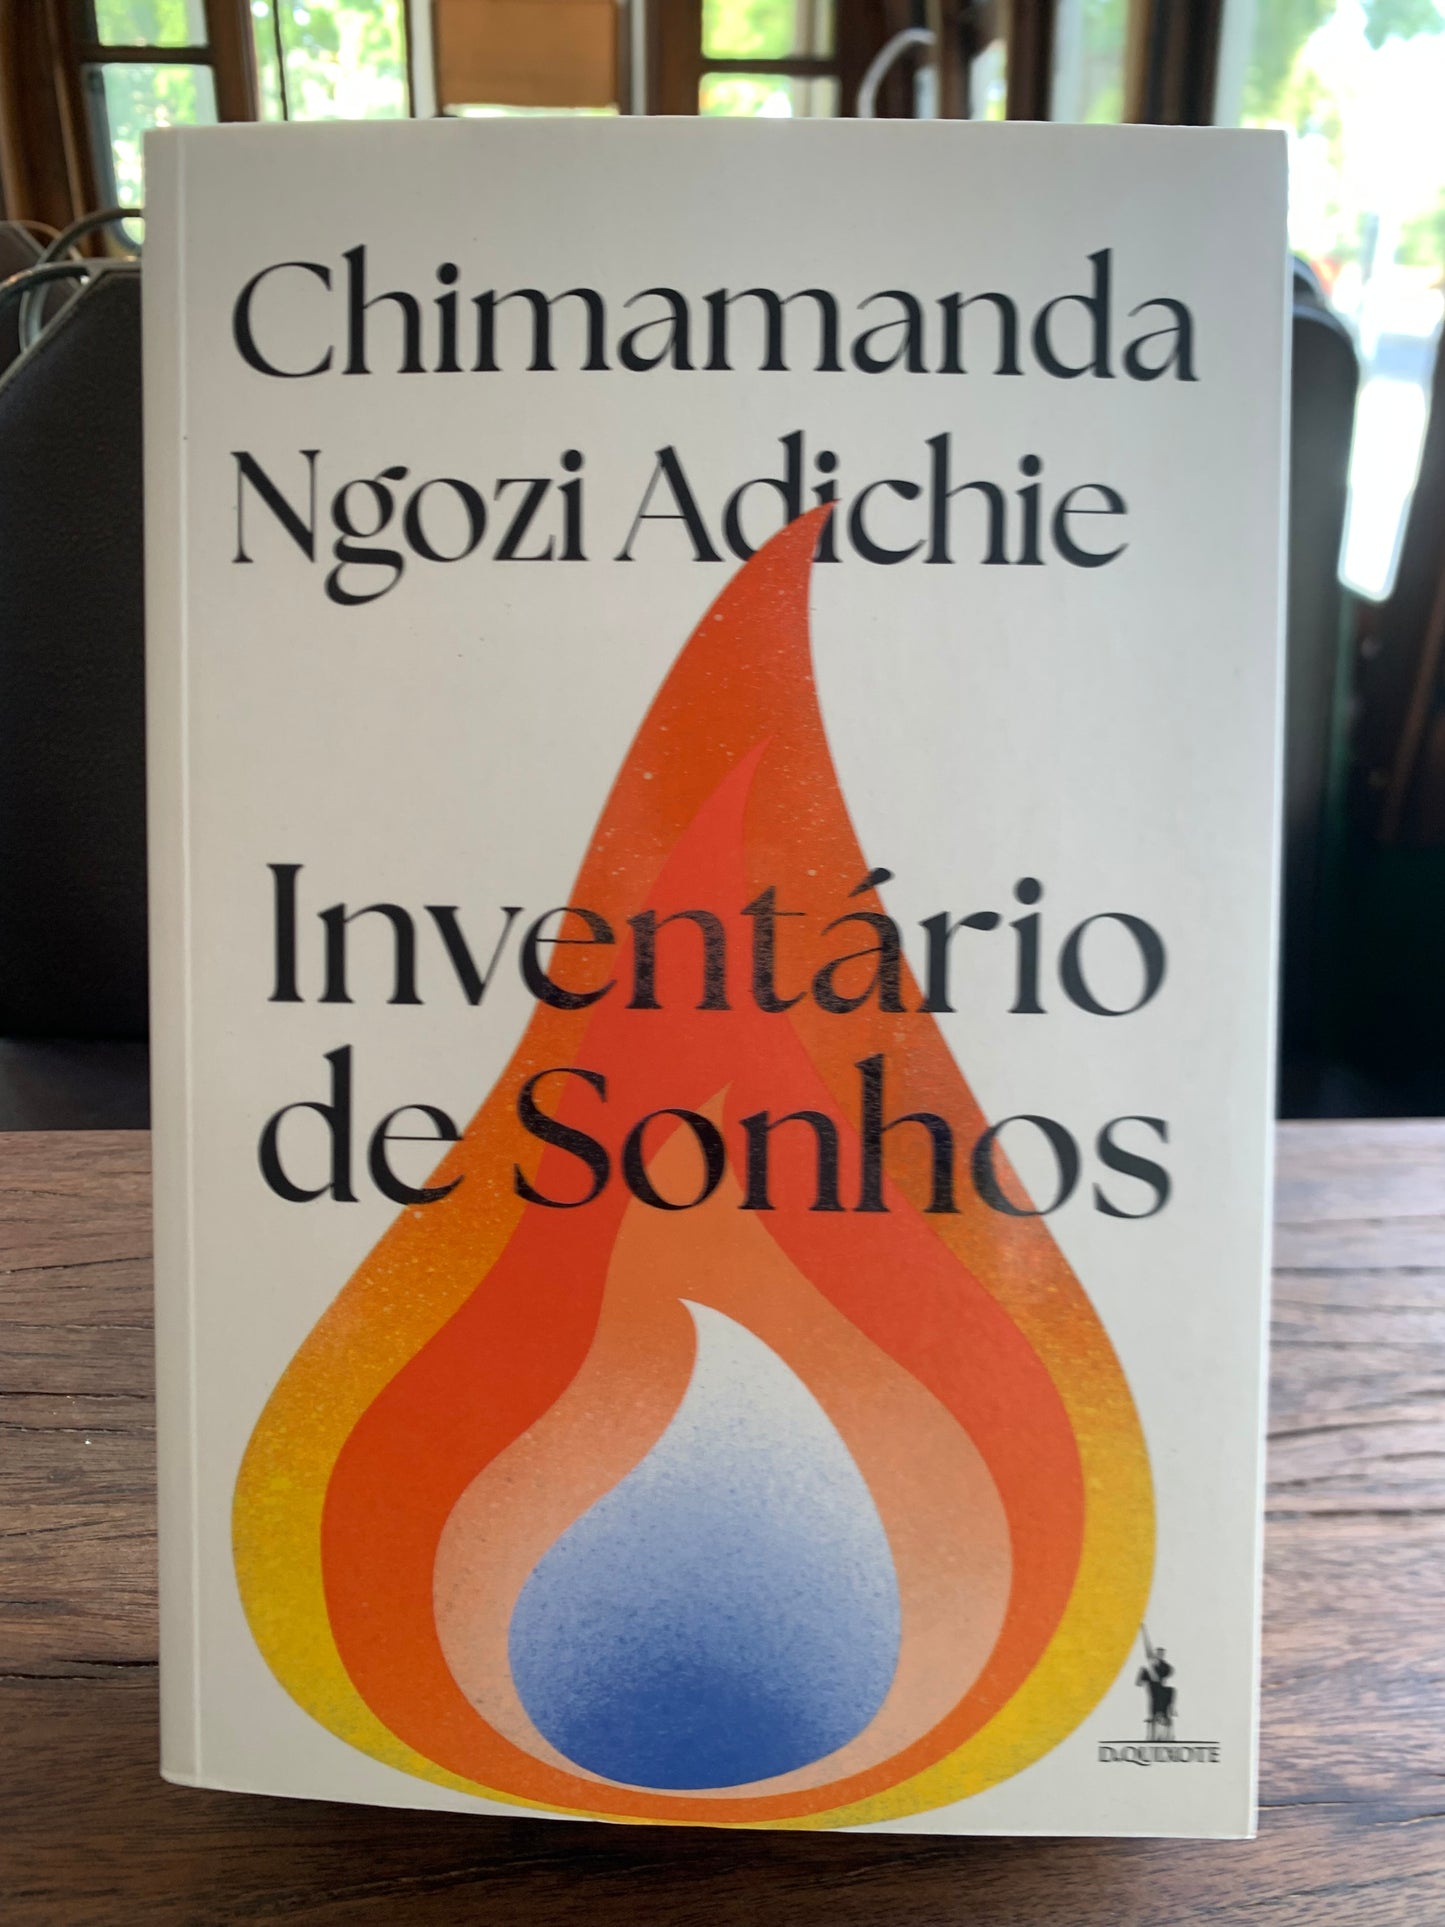 Chimamanda
Ngozi Adichie
Inventário
de Sonhos
D.QUIXOTE